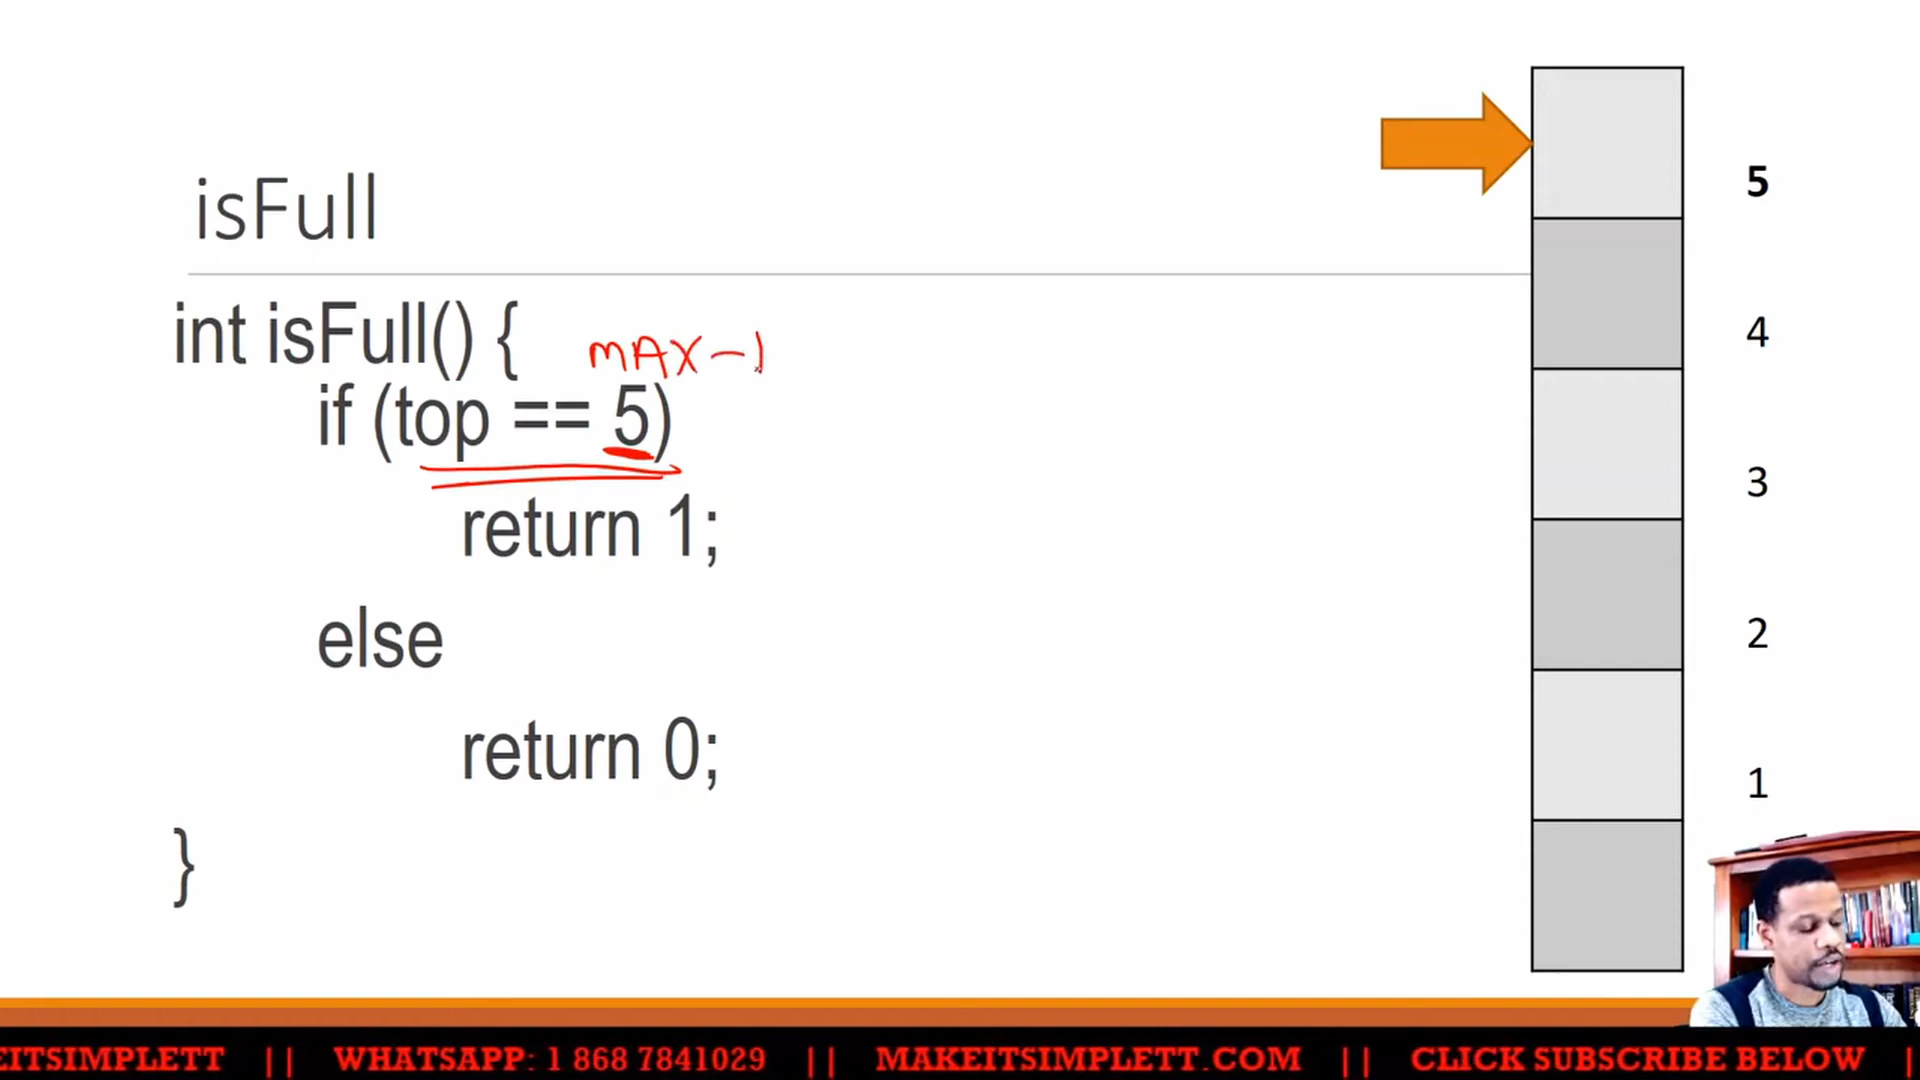 isFull
int isFull() {
MAX-1
if (top == 5)
return 1;
else
return 0;
}
5
4
3
2
1
EITSIMPLETT || WHATSAPP: 1 868 7841029 || MAKEITSIMPLETT.COM || CLICK SUBSCRIBE BELOW |